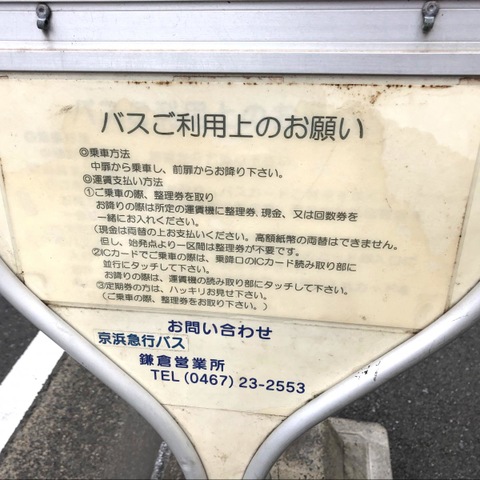 バスご利用上のお願い
◎乗車方法
中扉から乗車し、前扉からお降り下さい。
◎運賃支払い方法
①ご乗車の際、整理券を取り
お降りの際は所定の運賃機に整理券、現金、又は回数券を
一緒にお入れください。
(現金は両替の上お支払いください。高額紙幣の両替はできません。
但し、始発点より一区間は整理券が不要です。
②ICカードでご乗車の際は、乗降口のICカード読み取り部に
並行にタッチして下さい。
お降りの際は、運賃機の読み取り部にタッチして下さい。
③定期券の方は、ハッキリお見せ下さい。
(ご乗車の際、整理券をお取り下さい。)
お問い合わせ
京浜急行バス
鎌倉営業所
TEL (0467) 23-2553